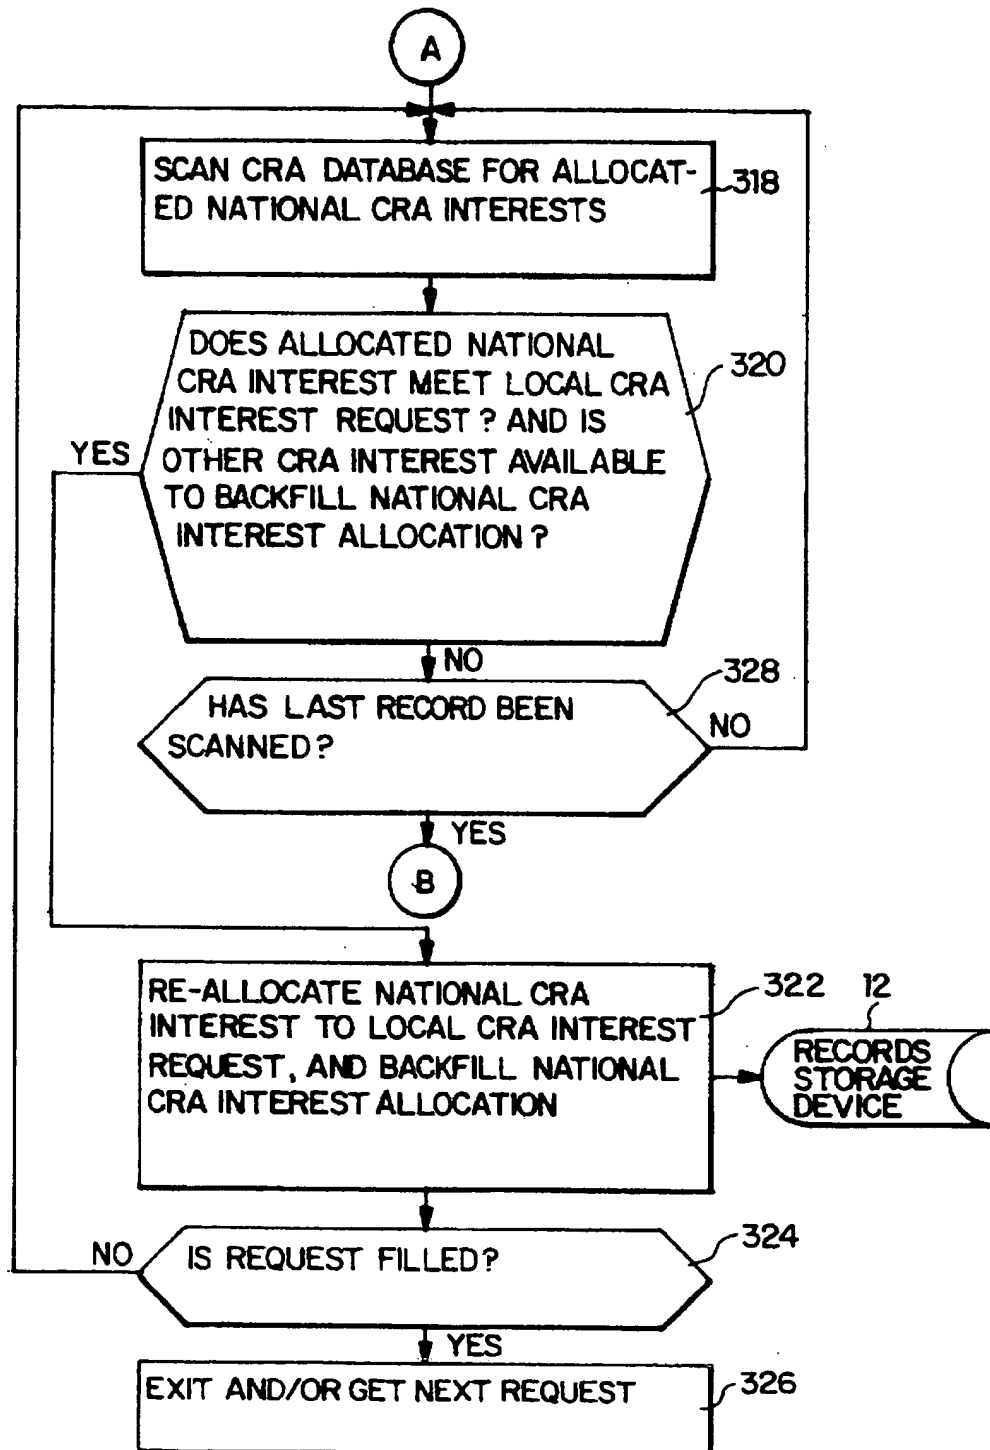 A
SCAN CRA DATABASE FOR ALLOCAT-
ED NATIONAL CRA INTERESTS
318
DOES ALLOCATED NATIONAL
CRA INTEREST MEET LOCAL CRA
INTEREST REQUEST? AND IS
OTHER CRA INTEREST AVAILABLE
TO BACKFILL NATIONAL CRA
INTEREST ALLOCATION?
320
YES
NO
328
HAS LAST RECORD BEEN
SCANNED?
NO
YES
B
RE-ALLOCATE NATIONAL CRA
INTEREST TO LOCAL CRA INTEREST
REQUEST, AND BACKFILL NATIONAL
CRA INTEREST ALLOCATION
322
12
RECORDS
STORAGE
DEVICE
324
NO
IS REQUEST FILLED?
YES
EXIT AND/OR GET NEXT REQUEST
326